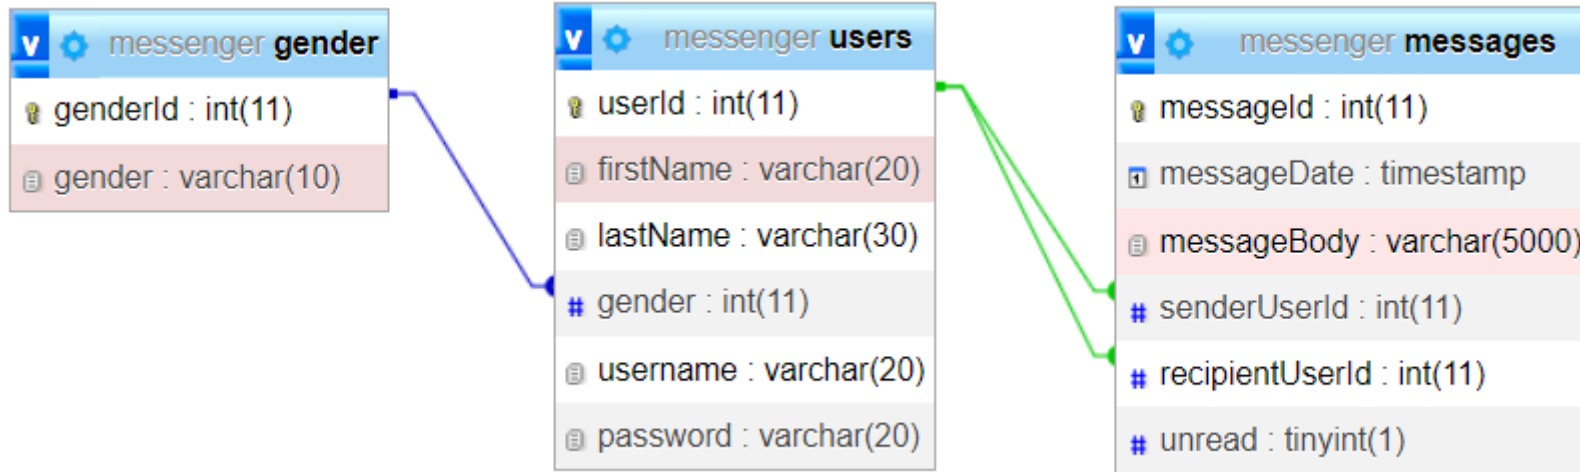 v messenger gender
genderId : int(11)
gender : varchar(10)
v messenger users
userId : int(11)
firstName : varchar(20)
lastName : varchar(30)
gender : int(11)
username : varchar(20)
password : varchar(20)
v messenger messages
messageId : int(11)
messageDate : timestamp
messageBody : varchar(5000)
# senderUserId : int(11)
# recipientUserId : int(11)
# unread : tinyint(1)